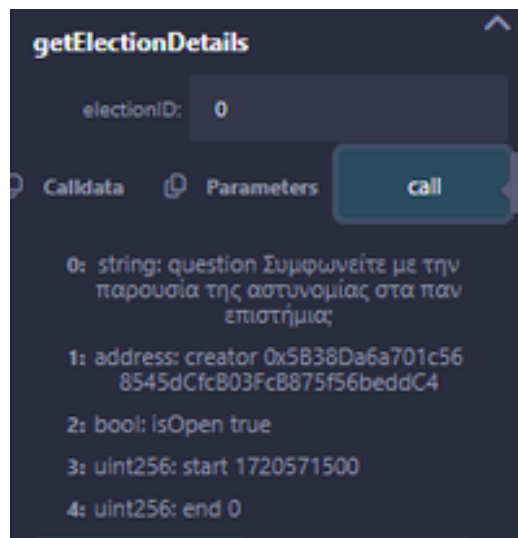 getElectionDetails
electionID: 0
Calldata Parameters call
0: string: question Συμφωνείτε με την
παρουσία της αστυνομίας στα παν
επιστήμια;
1: address: creator 0x5B38Da6a701c56
8545dCfcB03FcB875f56beddC4
2: bool: isOpen true
3: uint256: start 1720571500
4: uint256: end 0